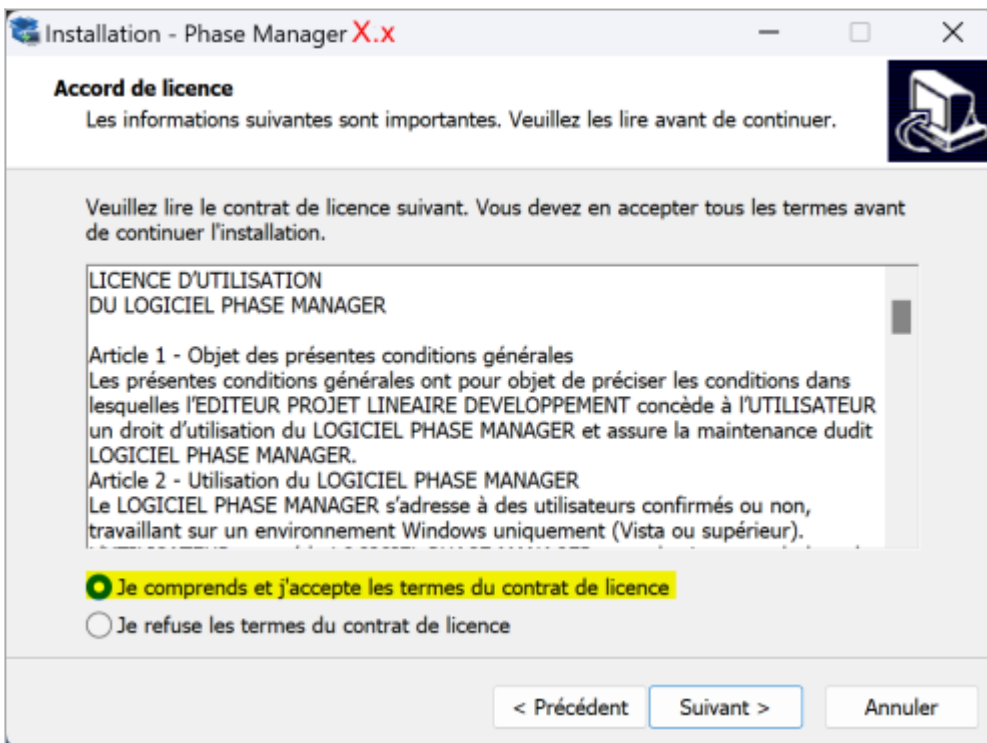 Installation - Phase Manager X.x
Accord de licence
Les informations suivantes sont importantes. Veuillez les lire avant de continuer.
Veuillez lire le contrat de licence suivant. Vous devez en accepter tous les termes avant
de continuer l'installation.
LICENCE D'UTILISATION
DU LOGICIEL PHASE MANAGER
Article 1 - Objet des présentes conditions générales
Les présentes conditions générales ont pour objet de préciser les conditions dans
lesquelles l'EDITEUR PROJET LINEAIRE DEVELOPPEMENT concède à l'UTILISATEUR
un droit d'utilisation du LOGICIEL PHASE MANAGER et assure la maintenance dudit
LOGICIEL PHASE MANAGER.
Article 2 - Utilisation du LOGICIEL PHASE MANAGER
Le LOGICIEL PHASE MANAGER s'adresse à des utilisateurs confirmés ou non,
travaillant sur un environnement Windows uniquement (Vista ou supérieur).
Je comprends et j'accepte les termes du contrat de licence
Je refuse les termes du contrat de licence
< Précédent
Suivant >
Annuler